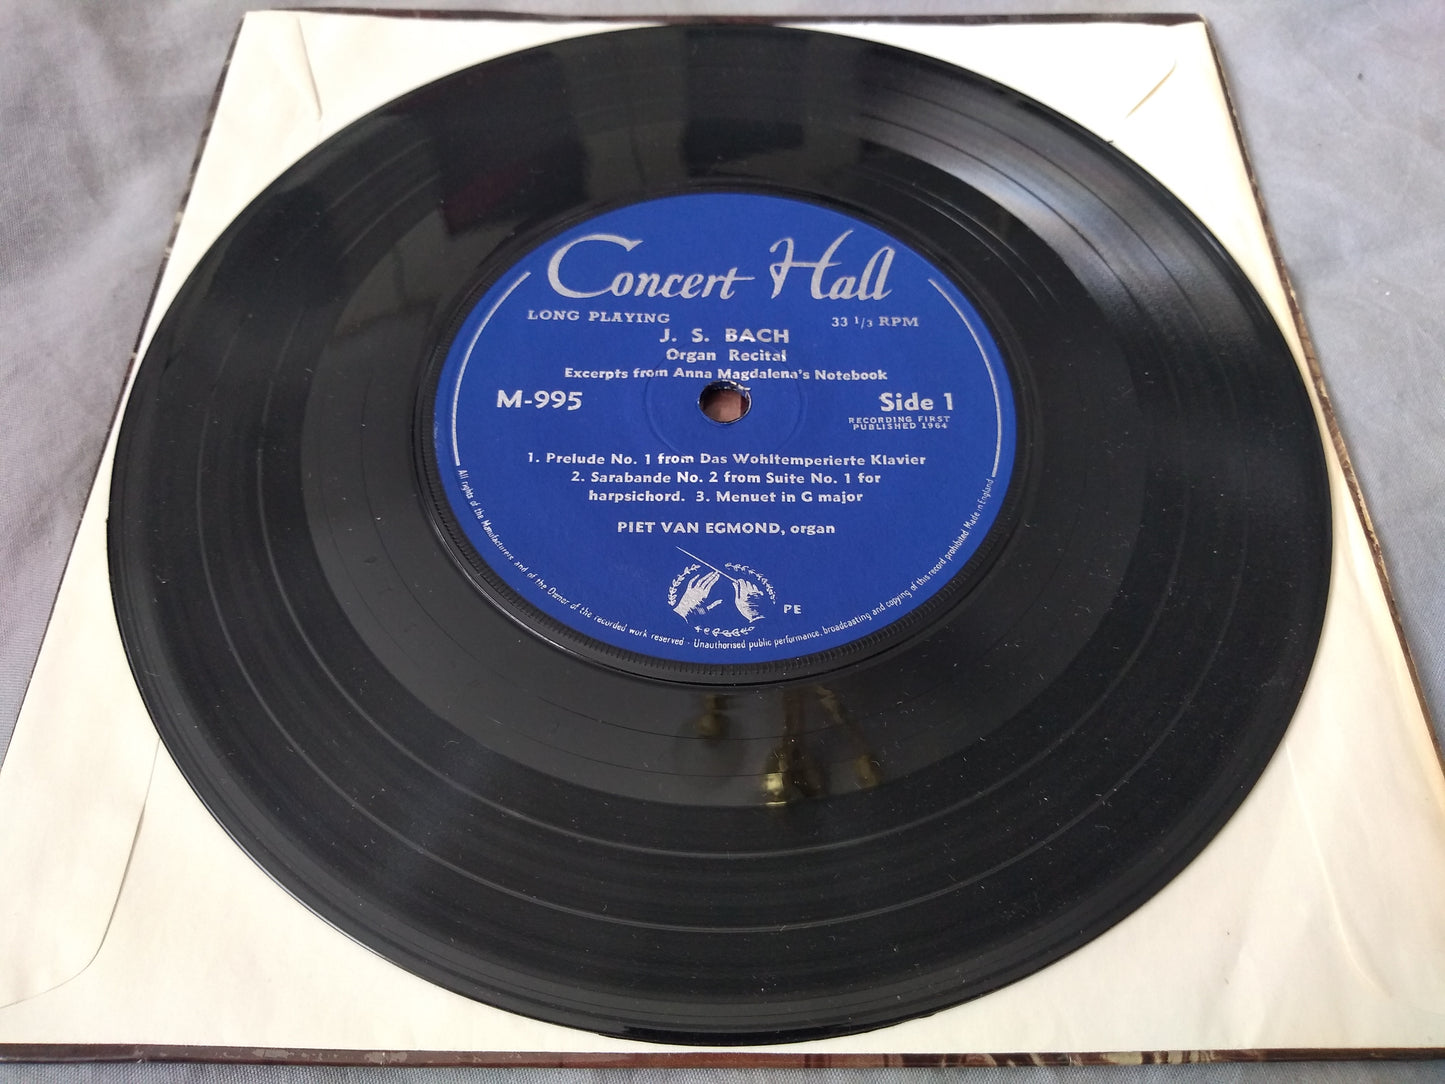 Concert Hall
LONG PLAYING
33 1/3 RPM
J. S. BACH
Organ Recital
Excerpts from Anna Magdalena's Notebook
M-995
Side 1
RECORDING FIRST
PUBLISHED 1964
1. Prelude No. 1 from Das Wohltemperierte Klavier
2. Sarabande No. 2 from Suite No. 1 for
harpsichord. 3. Menuet in G major
PIET VAN EGMOND, organ
PE
All rights of the Manufacturers and of the Owner of the recorded work reserved - Unauthorised public performance, broadcasting and copying of this record prohibited Made in England